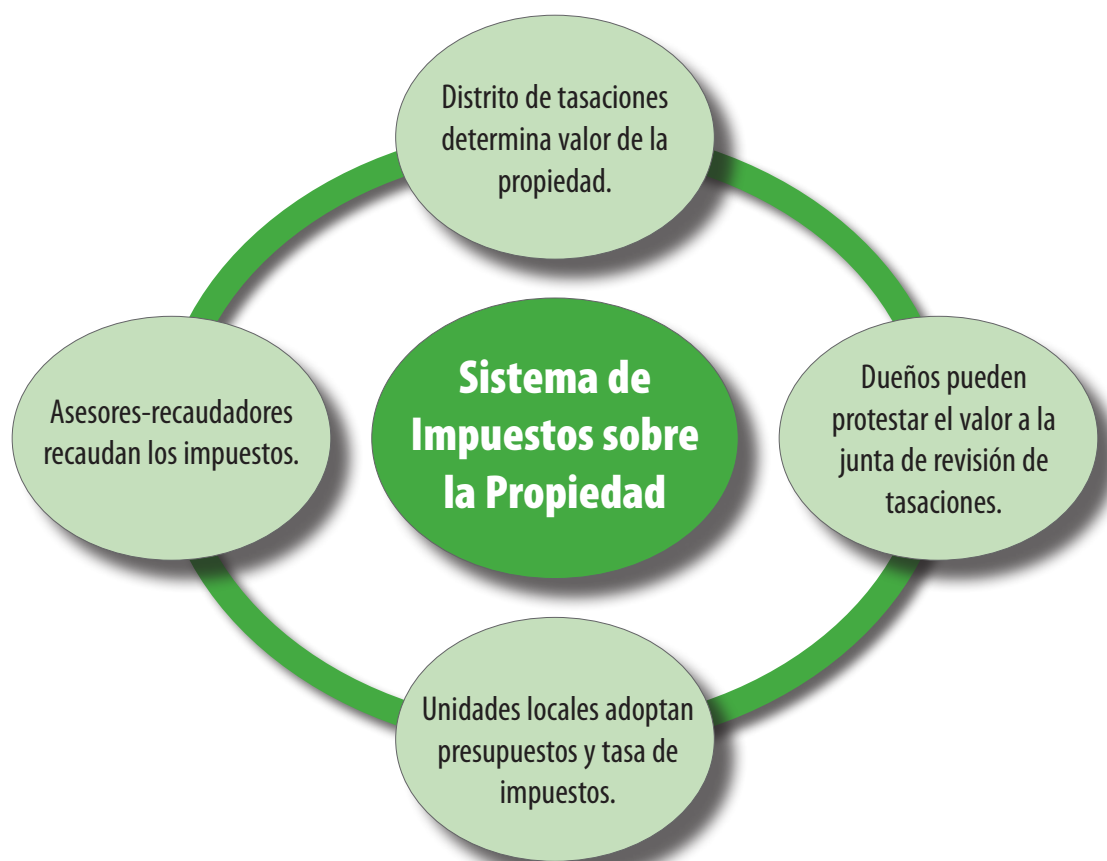 Distrito de tasaciones
determina valor de la
propiedad.
Dueños pueden
protestar el valor a la
junta de revisión de
tasaciones.
Sistema de
Impuestos sobre
la Propiedad
Asesores-recaudadores
recaudan los impuestos.
Unidades locales adoptan
presupuestos y tasa de
impuestos.